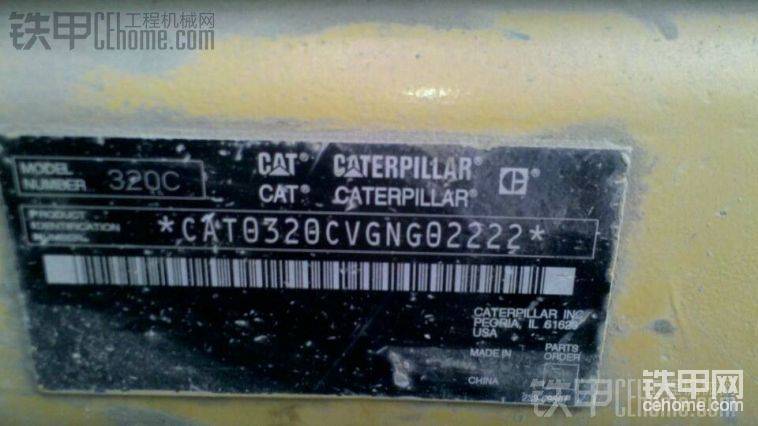 铁甲 工程机械网
CEhome.com
MODEL
NUMBER 320C
CAT® CATERPILLAR®
CAT® CATERPILLAR®
PRODUCT
IDENTIFICATION
NUMBER
*CAT0320CVGNG02222*
CATERPILLAR INC.
PEORIA, IL 61629
USA
MADE IN
PARTS
ORDER
CHINA
铁甲网
cehome.com